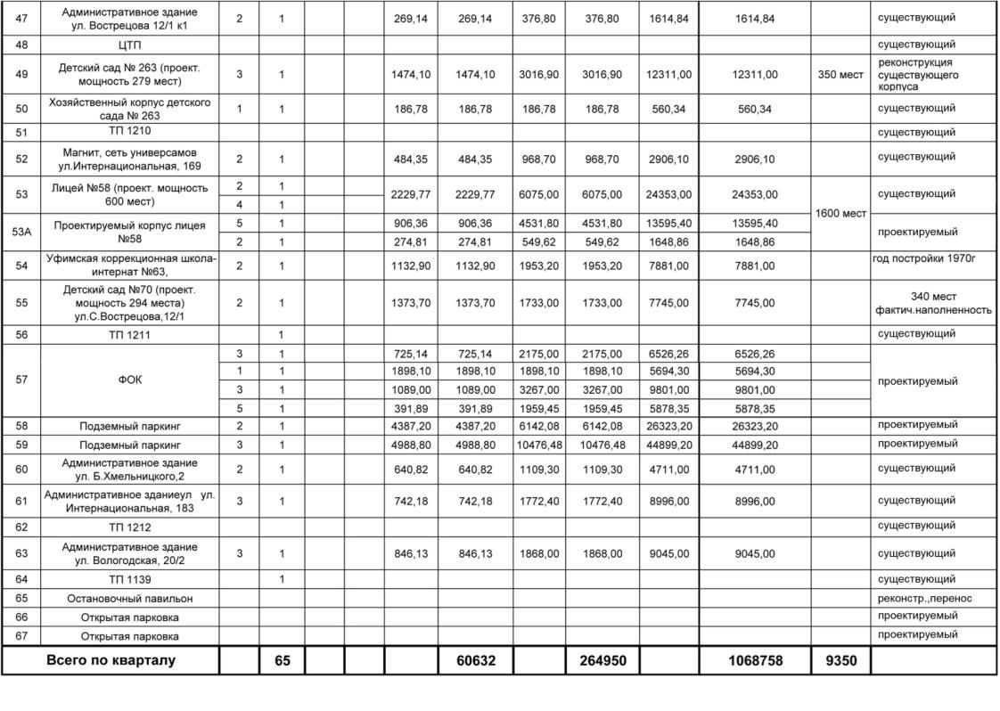 47 Административное здание ул. Вострецова 12/1 к1 2 1 269,14 269,14 376,80 376,80 1614,84 1614,84 существующий
48 ЦТП существующий
49 Детский сад № 263 (проект. мощность 279 мест) 3 1 1474,10 1474,10 3016,90 3016,90 12311,00 12311,00 350 мест реконструкция существующего корпуса
50 Хозяйственный корпус детского сада № 263 1 1 186,78 186,78 186,78 186,78 560,34 560,34 существующий
51 ТП 1210 существующий
52 Магнит, сеть универсамов ул.Интернациональная, 169 2 1 484,35 484,35 968,70 968,70 2906,10 2906,10 существующий
53 Лицей №58 (проект. мощность 600 мест) 2 1 2229,77 2229,77 6075,00 6075,00 24353,00 24353,00 существующий
4 1
1600 мест
53А Проектируемый корпус лицея №58 5 1 906,36 906,36 4531,80 4531,80 13595,40 13595,40 проектируемый
2 1 274,81 274,81 549,62 549,62 1648,86 1648,86
54 Уфимская коррекционная школа-интернат №63, 2 1 1132,90 1132,90 1953,20 1953,20 7881,00 7881,00 год постройки 1970г
55 Детский сад №70 (проект. мощность 294 места) ул.С.Вострецова,12/1 2 1 1373,70 1373,70 1733,00 1733,00 7745,00 7745,00 340 мест фактич.наполненность
56 ТП 1211 1 существующий
57 ФОК 3 1 725,14 725,14 2175,00 2175,00 6526,26 6526,26 проектируемый
1 1 1898,10 1898,10 1898,10 1898,10 5694,30 5694,30
3 1 1089,00 1089,00 3267,00 3267,00 9801,00 9801,00
5 1 391,89 391,89 1959,45 1959,45 5878,35 5878,35
58 Подземный паркинг 2 1 4387,20 4387,20 6142,08 6142,08 26323,20 26323,20 проектируемый
59 Подземный паркинг 3 1 4988,80 4988,80 10476,48 10476,48 44899,20 44899,20 проектируемый
60 Административное здание ул. Б.Хмельницкого,2 2 1 640,82 640,82 1109,30 1109,30 4711,00 4711,00 существующий
61 Административное зданиеул ул. Интернациональная, 183 3 1 742,18 742,18 1772,40 1772,40 8996,00 8996,00 существующий
62 ТП 1212 существующий
63 Административное здание ул. Вологодская, 20/2 3 1 846,13 846,13 1868,00 1868,00 9045,00 9045,00 существующий
64 ТП 1139 1 существующий
65 Остановочный павильон реконстр.,перенос
66 Открытая парковка проектируемый
67 Открытая парковка проектируемый
Всего по кварталу 65 60632 264950 1068758 9350